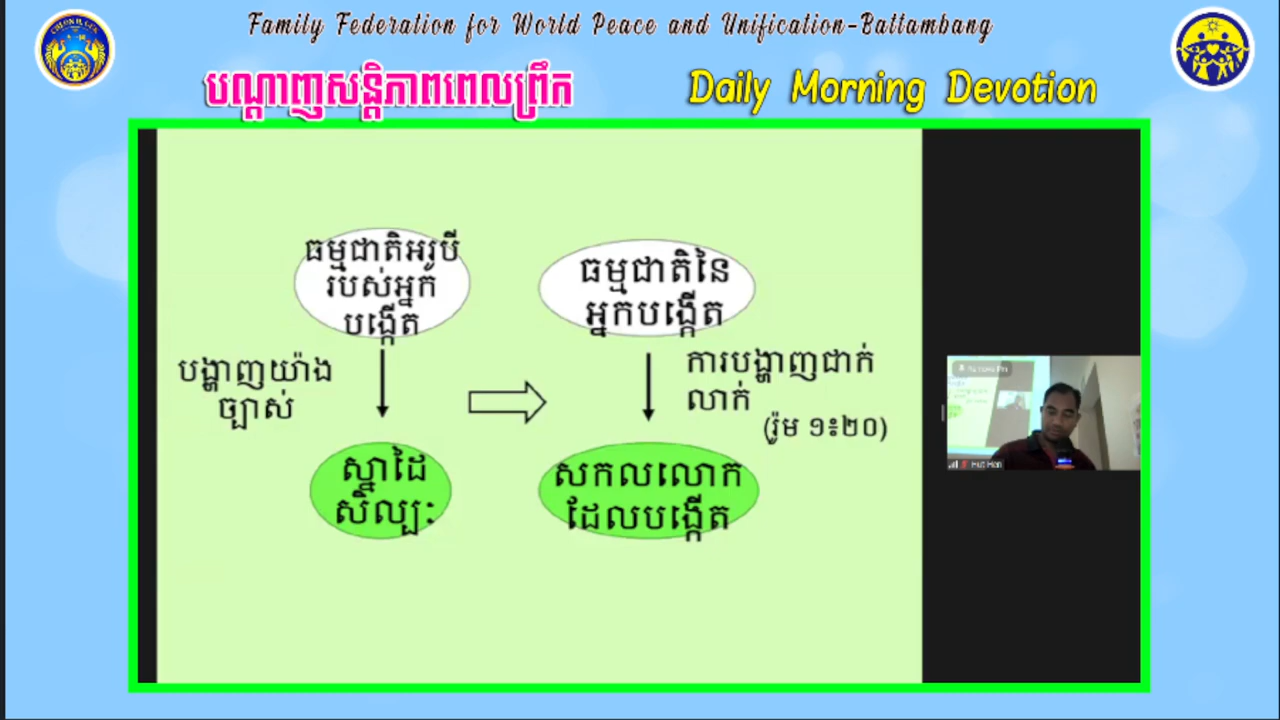 Family Federation for World Peace and Unification-Battambang
បណ្តាញសន្តិភាពពេលព្រឹក
Daily Morning Devotion
ធម្មជាតិអរូបី
របស់អ្នក
បង្កើត
ធម្មជាតិនៃ
អ្នកបង្កើត
បង្ហាញយ៉ាង
ច្បាស់
ការបង្ហាញជាក់
លាក់
(រ៉ូម ១៖២០)
ស្នាដៃ
សិល្បៈ
សកលលោក
ដែលបង្កើត